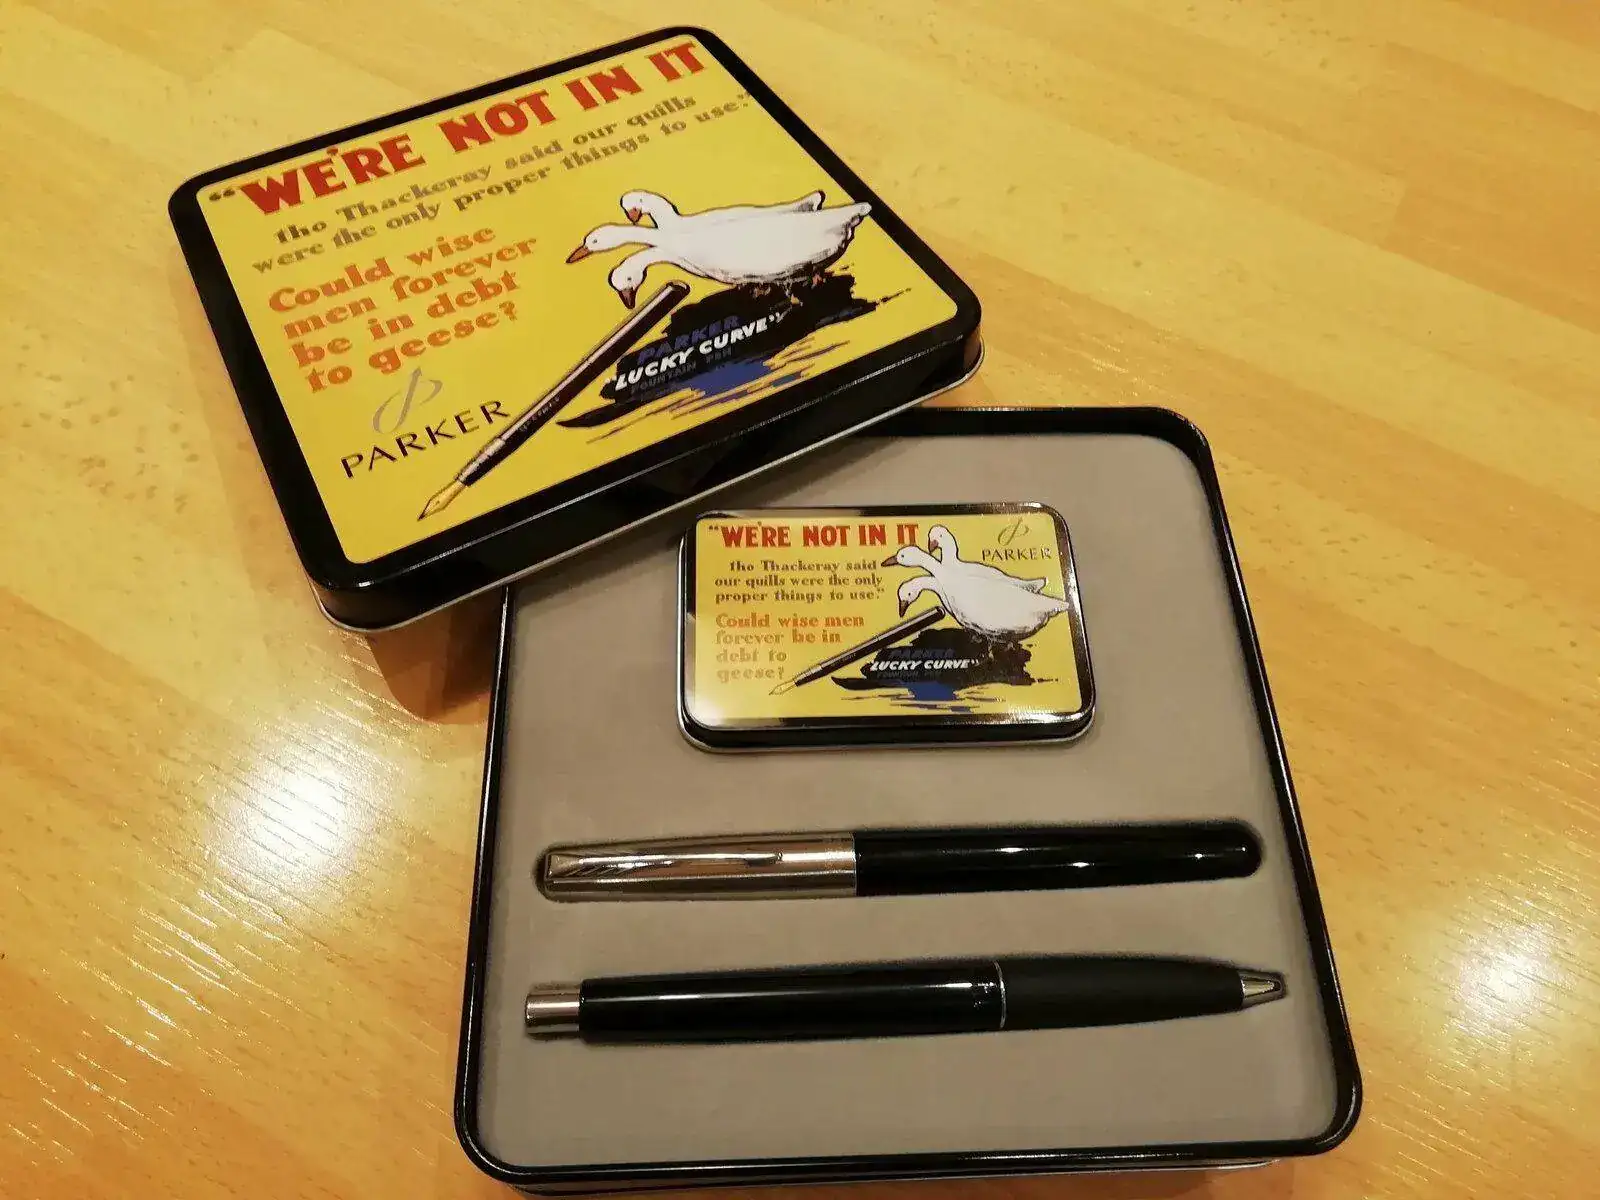 "WE'RE NOT IN IT
tho Thackeray said our quills
were the only proper things to use."
Could wise
men forever
be in debt
to geese?
PARKER
PARKER
"LUCKY CURVE"
FOUNTAIN PEN
"WE'RE NOT IN IT
tho Thackeray said
our quills were the only
proper things to use."
Could wise men
forever be in
debt to
geese?
PARKER
PARKER
"LUCKY CURVE"
FOUNTAIN PEN